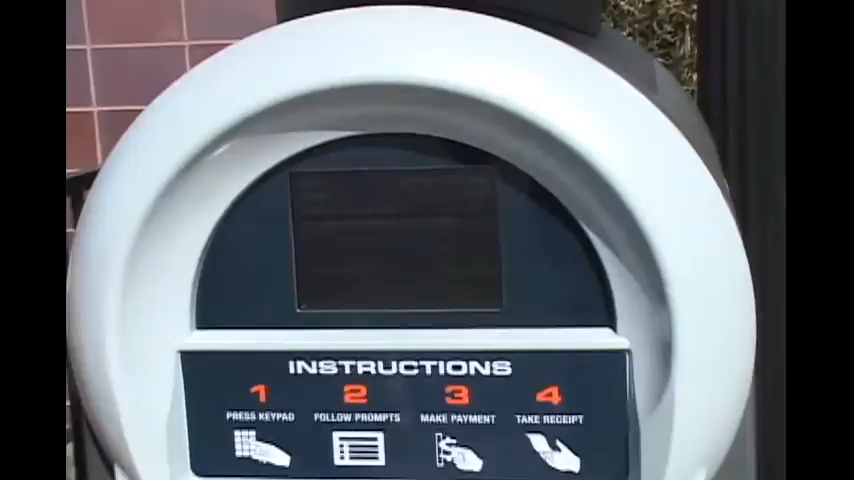 INSTRUCTIONS
1 2 3 4
PRESS KEYPAD FOLLOW PROMPTS MAKE PAYMENT TAKE RECEIPT